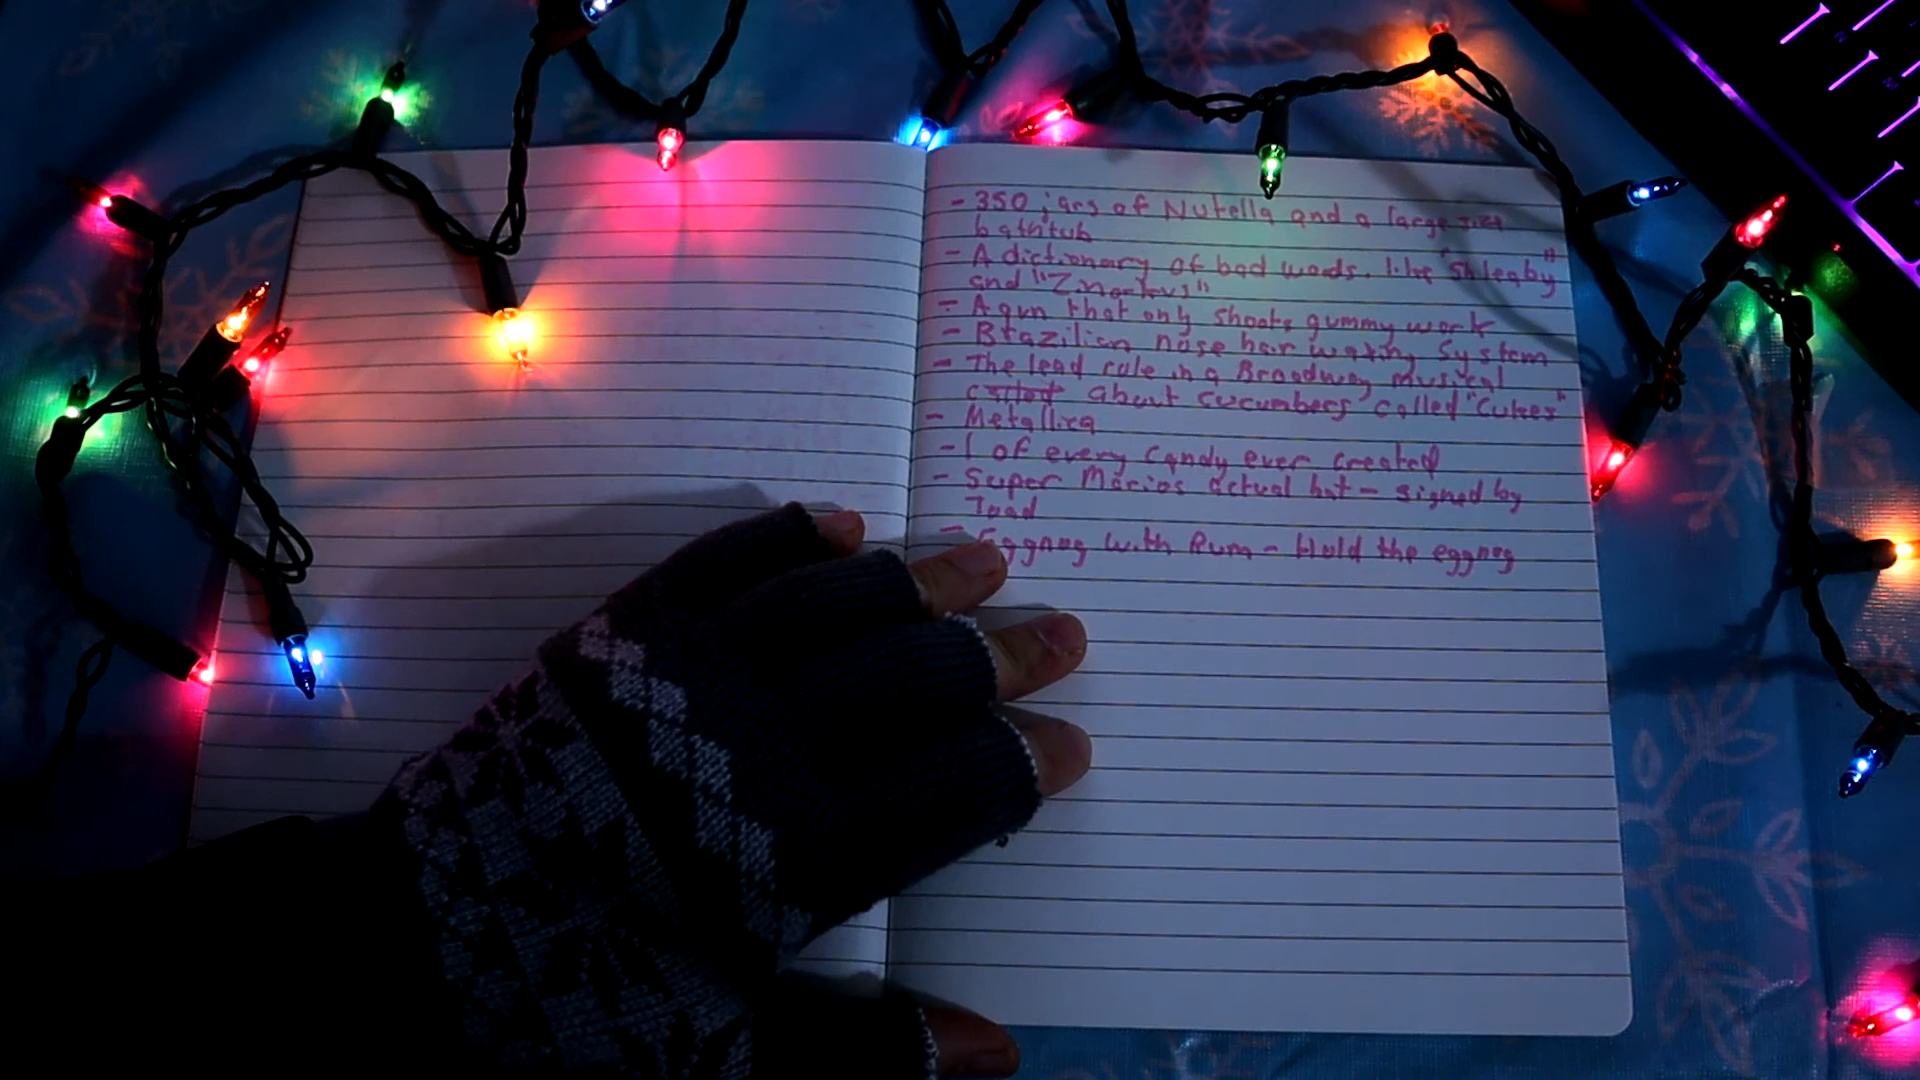 - 350 jars of Nutella and a large size
bathtub
- A dictionary of bad words, like "Shleaby"
and
- A gun that only shoots gummy work
- Brazilian nose hair waxing System
- The lead role in a Broadway musical
called about cucumbers called "Cukes"
- Metallica
- 1 of every Candy ever created
- Super Marios actual hat - signed by
Toad
- Eggnog with Rum - Hold the eggnog